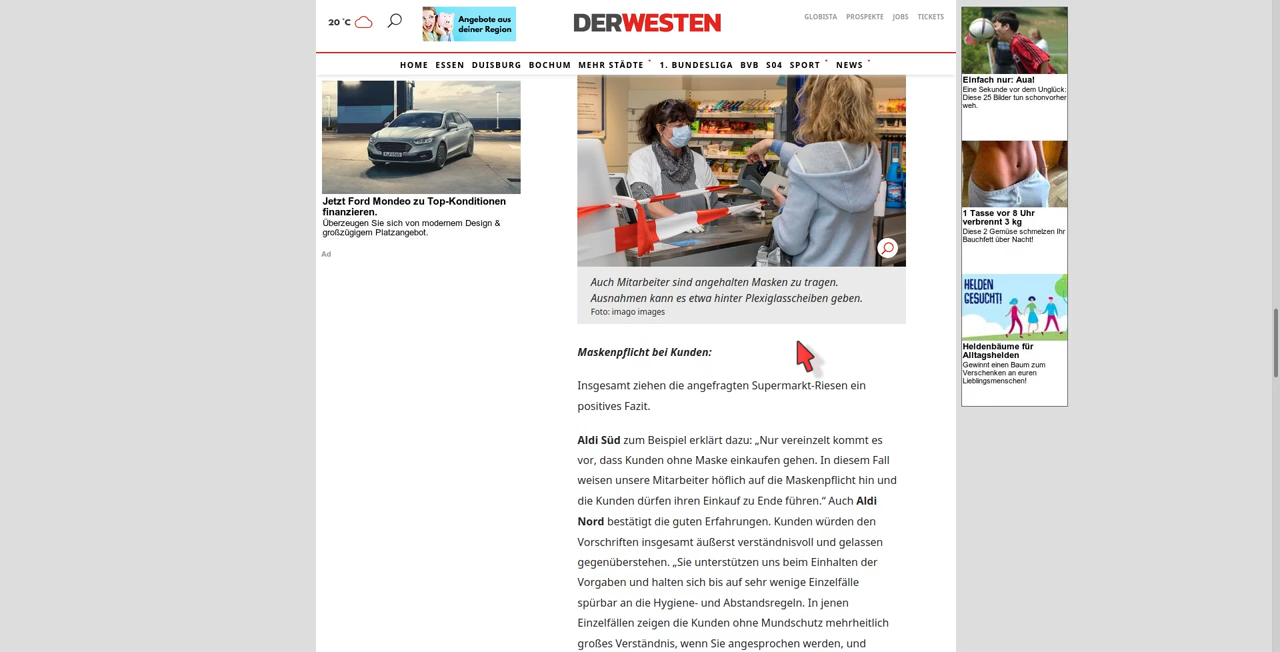 20 °C
Angebote aus
deiner Region
DERWESTEN
GLOBISTA PROSPEKTE JOBS TICKETS
HOME ESSEN DUISBURG BOCHUM MEHR STÄDTE 1. BUNDESLIGA BVB S04 SPORT NEWS
Jetzt Ford Mondeo zu Top-Konditionen
finanzieren.
Überzeugen Sie sich von modernem Design &
großzügigem Platzangebot.
Ad
Auch Mitarbeiter sind angehalten Masken zu tragen.
Ausnahmen kann es etwa hinter Plexiglasscheiben geben.
Foto: imago images
Maskenpflicht bei Kunden:
Insgesamt ziehen die angefragten Supermarkt-Riesen ein
positives Fazit.
Aldi Süd zum Beispiel erklärt dazu: „Nur vereinzelt kommt es
vor, dass Kunden ohne Maske einkaufen gehen. In diesem Fall
weisen unsere Mitarbeiter höflich auf die Maskenpflicht hin und
die Kunden dürfen ihren Einkauf zu Ende führen.“ Auch Aldi
Nord bestätigt die guten Erfahrungen. Kunden würden den
Vorschriften insgesamt äußerst verständnisvoll und gelassen
gegenüberstehen. „Sie unterstützen uns beim Einhalten der
Vorgaben und halten sich bis auf sehr wenige Einzelfälle
spürbar an die Hygiene- und Abstandsregeln. In jenen
Einzelfällen zeigen die Kunden ohne Mundschutz mehrheitlich
großes Verständnis, wenn Sie angesprochen werden, und
Einfach nur: Aua!
Eine Sekunde vor dem Unglück:
Diese 25 Bilder tun schonvorher
weh.
1 Tasse vor 8 Uhr
verbrennt 3 kg
Diese 2 Gemüse schmelzen Ihr
Bauchfett über Nacht!
HELDEN
GESUCHT!
Heldenbäume für
Alltagshelden
Gewinnt einen Baum zum
Verschenken an euren
Lieblingsmenschen!